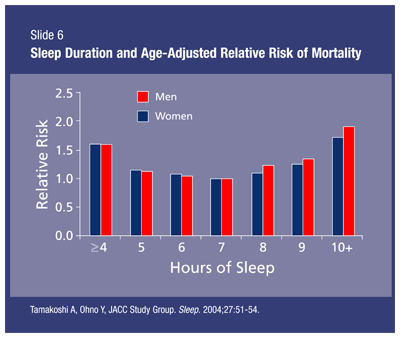 Slide 6
Sleep Duration and Age-Adjusted Relative Risk of Mortality
Men
Women
Relative Risk
2.5
2.0
1.5
1.0
0.5
0.0
≥4 5 6 7 8 9 10+
Hours of Sleep
Tamakoshi A, Ohno Y, JACC Study Group. Sleep. 2004;27:51-54.